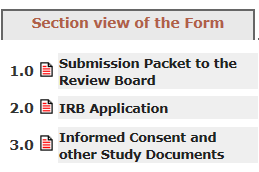 Section view of the Form
1.0 Submission Packet to the
Review Board
2.0 IRB Application
3.0 Informed Consent and
other Study Documents